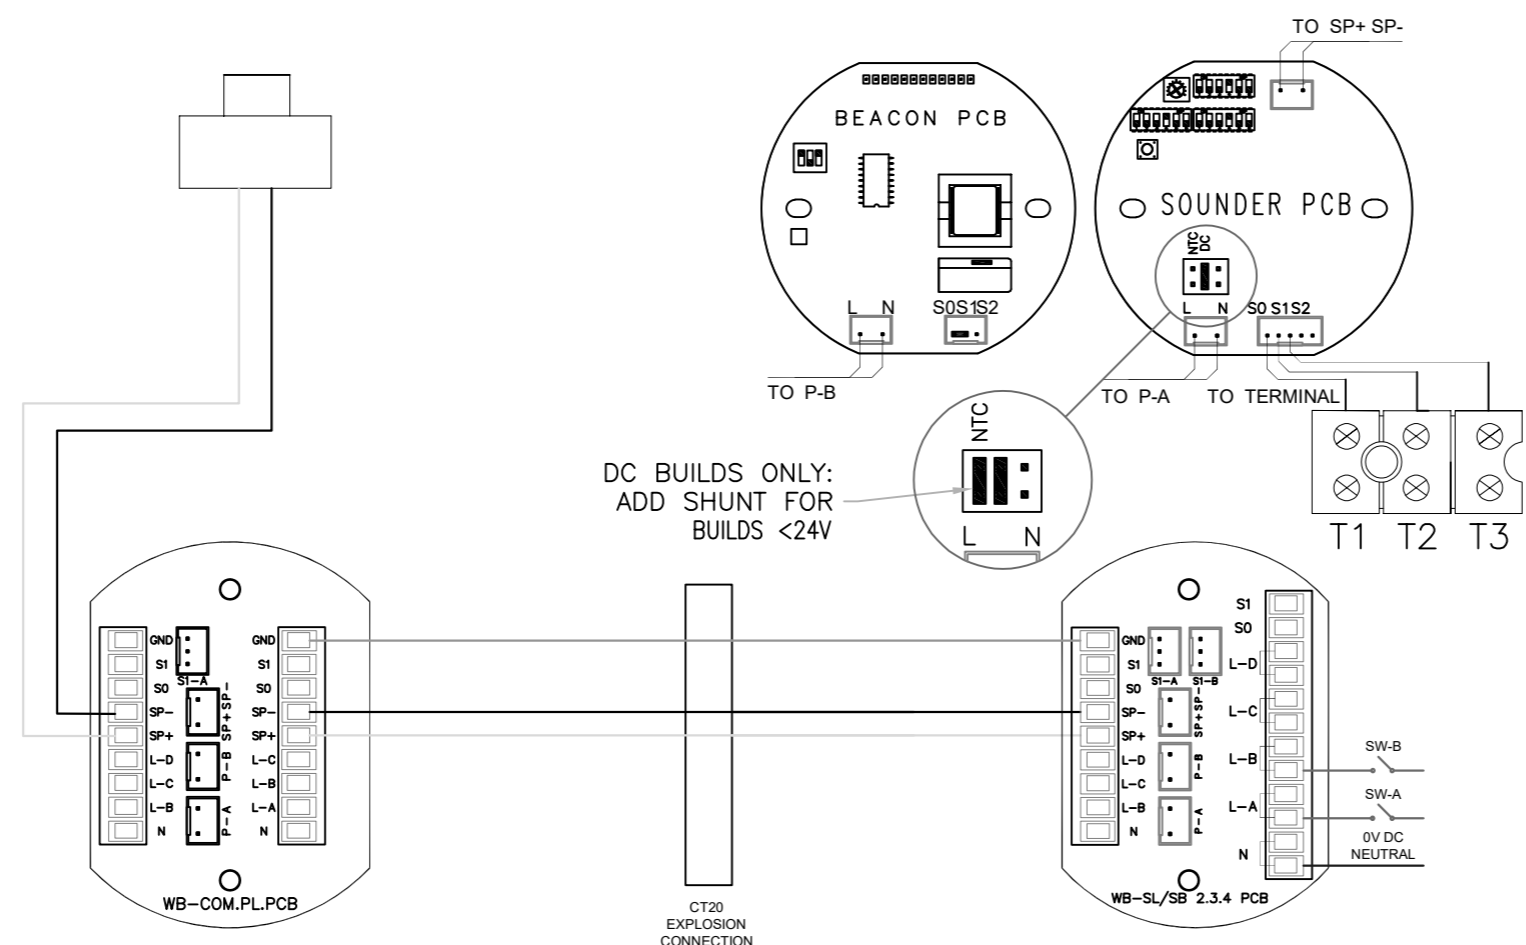 TO SP+ SP-
BEACON PCB
SOUNDER PCB
NTC
DC
L N
S0S1S2
L N
S0 S1S2
TO P-B
TO P-A
TO TERMINAL
NTC
DC BUILDS ONLY:
ADD SHUNT FOR
BUILDS <24V
L N
T1 T2 T3
GND
S1
S0
SP-
SP+
L-D
L-C
L-B
N
S1-A
SP+SP-
P-B
P-A
GND
S1
S0
SP-
SP+
L-C
L-B
L-A
N
WB-COM.PL.PCB
CT20
EXPLOSION
CONNECTION
GND
S1
S0
SP-
SP+
L-D
L-C
L-B
N
S1-A
S1-B
SP+SP-
P-B
P-A
S1
S0
L-D
L-C
L-B
L-A
N
SW-B
SW-A
0V DC
NEUTRAL
WB-SL/SB 2.3.4 PCB